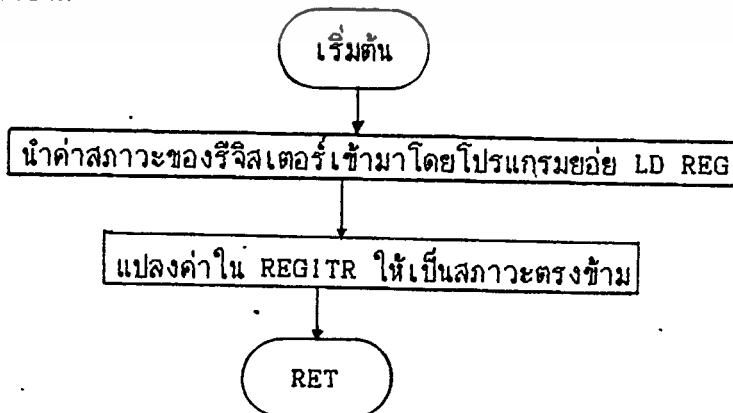 เริ่มต้น
นำค่าสภาวะของรีจิสเตอร์เข้ามาโดยโปรแกรมยอ่ย LD REG
แปลงค่าใน REGITR ให้เป็นสภาวะตรงข้าม
RET